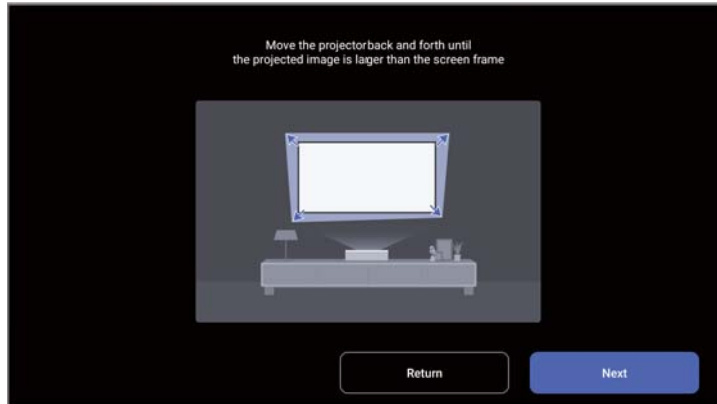 Move the projectorback and forth until
the projected image is lager than the screen frame
Return
Next